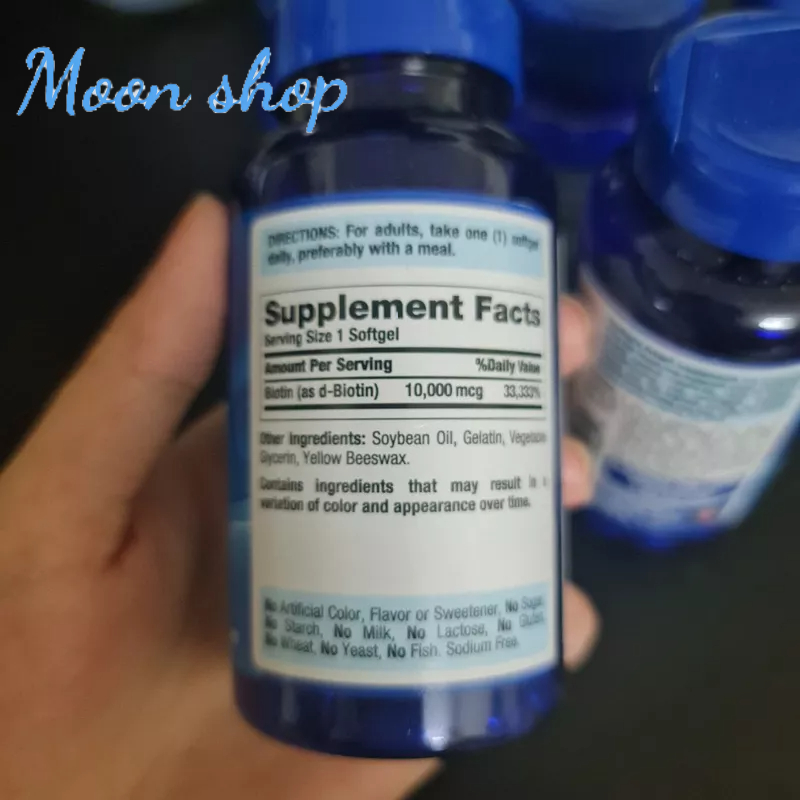 Moon shop
DIRECTIONS: For adults, take one (1) softgel
daily, preferably with a meal.
Supplement Facts
Serving Size 1 Softgel
Amount Per Serving %Daily Value
Biotin (as d-Biotin) 10,000 mcg 33,333%
Other Ingredients: Soybean Oil, Gelatin, Vegetable
Glycerin, Yellow Beeswax.
Contains ingredients that may result in a
variation of color and appearance over time.
No Artificial Color, Flavor or Sweetener, No Sugar,
No Starch, No Milk, No Lactose, No Gluten,
No Wheat, No Yeast, No Fish. Sodium Free.